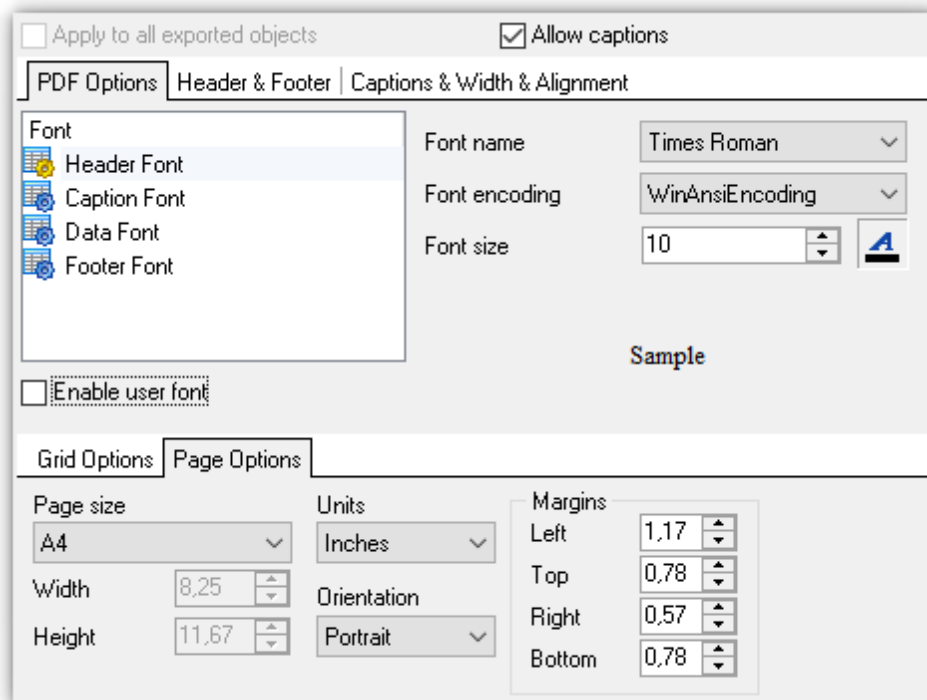 Apply to all exported objects
Allow captions
PDF Options
Header & Footer
Captions & Width & Alignment
Font
Header Font
Caption Font
Data Font
Footer Font
Font name
Times Roman
Font encoding
WinAnsiEncoding
Font size
10
A
Sample
Enable user font
Grid Options
Page Options
Page size
A4
Width
8,25
Height
11,67
Units
Inches
Orientation
Portrait
Margins
Left
1,17
Top
0,78
Right
0,57
Bottom
0,78